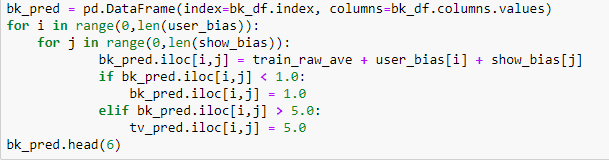 bk_pred = pd.DataFrame(index=bk_df.index, columns=bk_df.columns.values)
for i in range(0,len(user_bias)):
    for j in range(0,len(show_bias)):
            bk_pred.iloc[i,j] = train_raw_ave + user_bias[i] + show_bias[j]
            if bk_pred.iloc[i,j] < 1.0:
                bk_pred.iloc[i,j] = 1.0
            elif bk_pred.iloc[i,j] > 5.0:
                tv_pred.iloc[i,j] = 5.0
bk_pred.head(6)